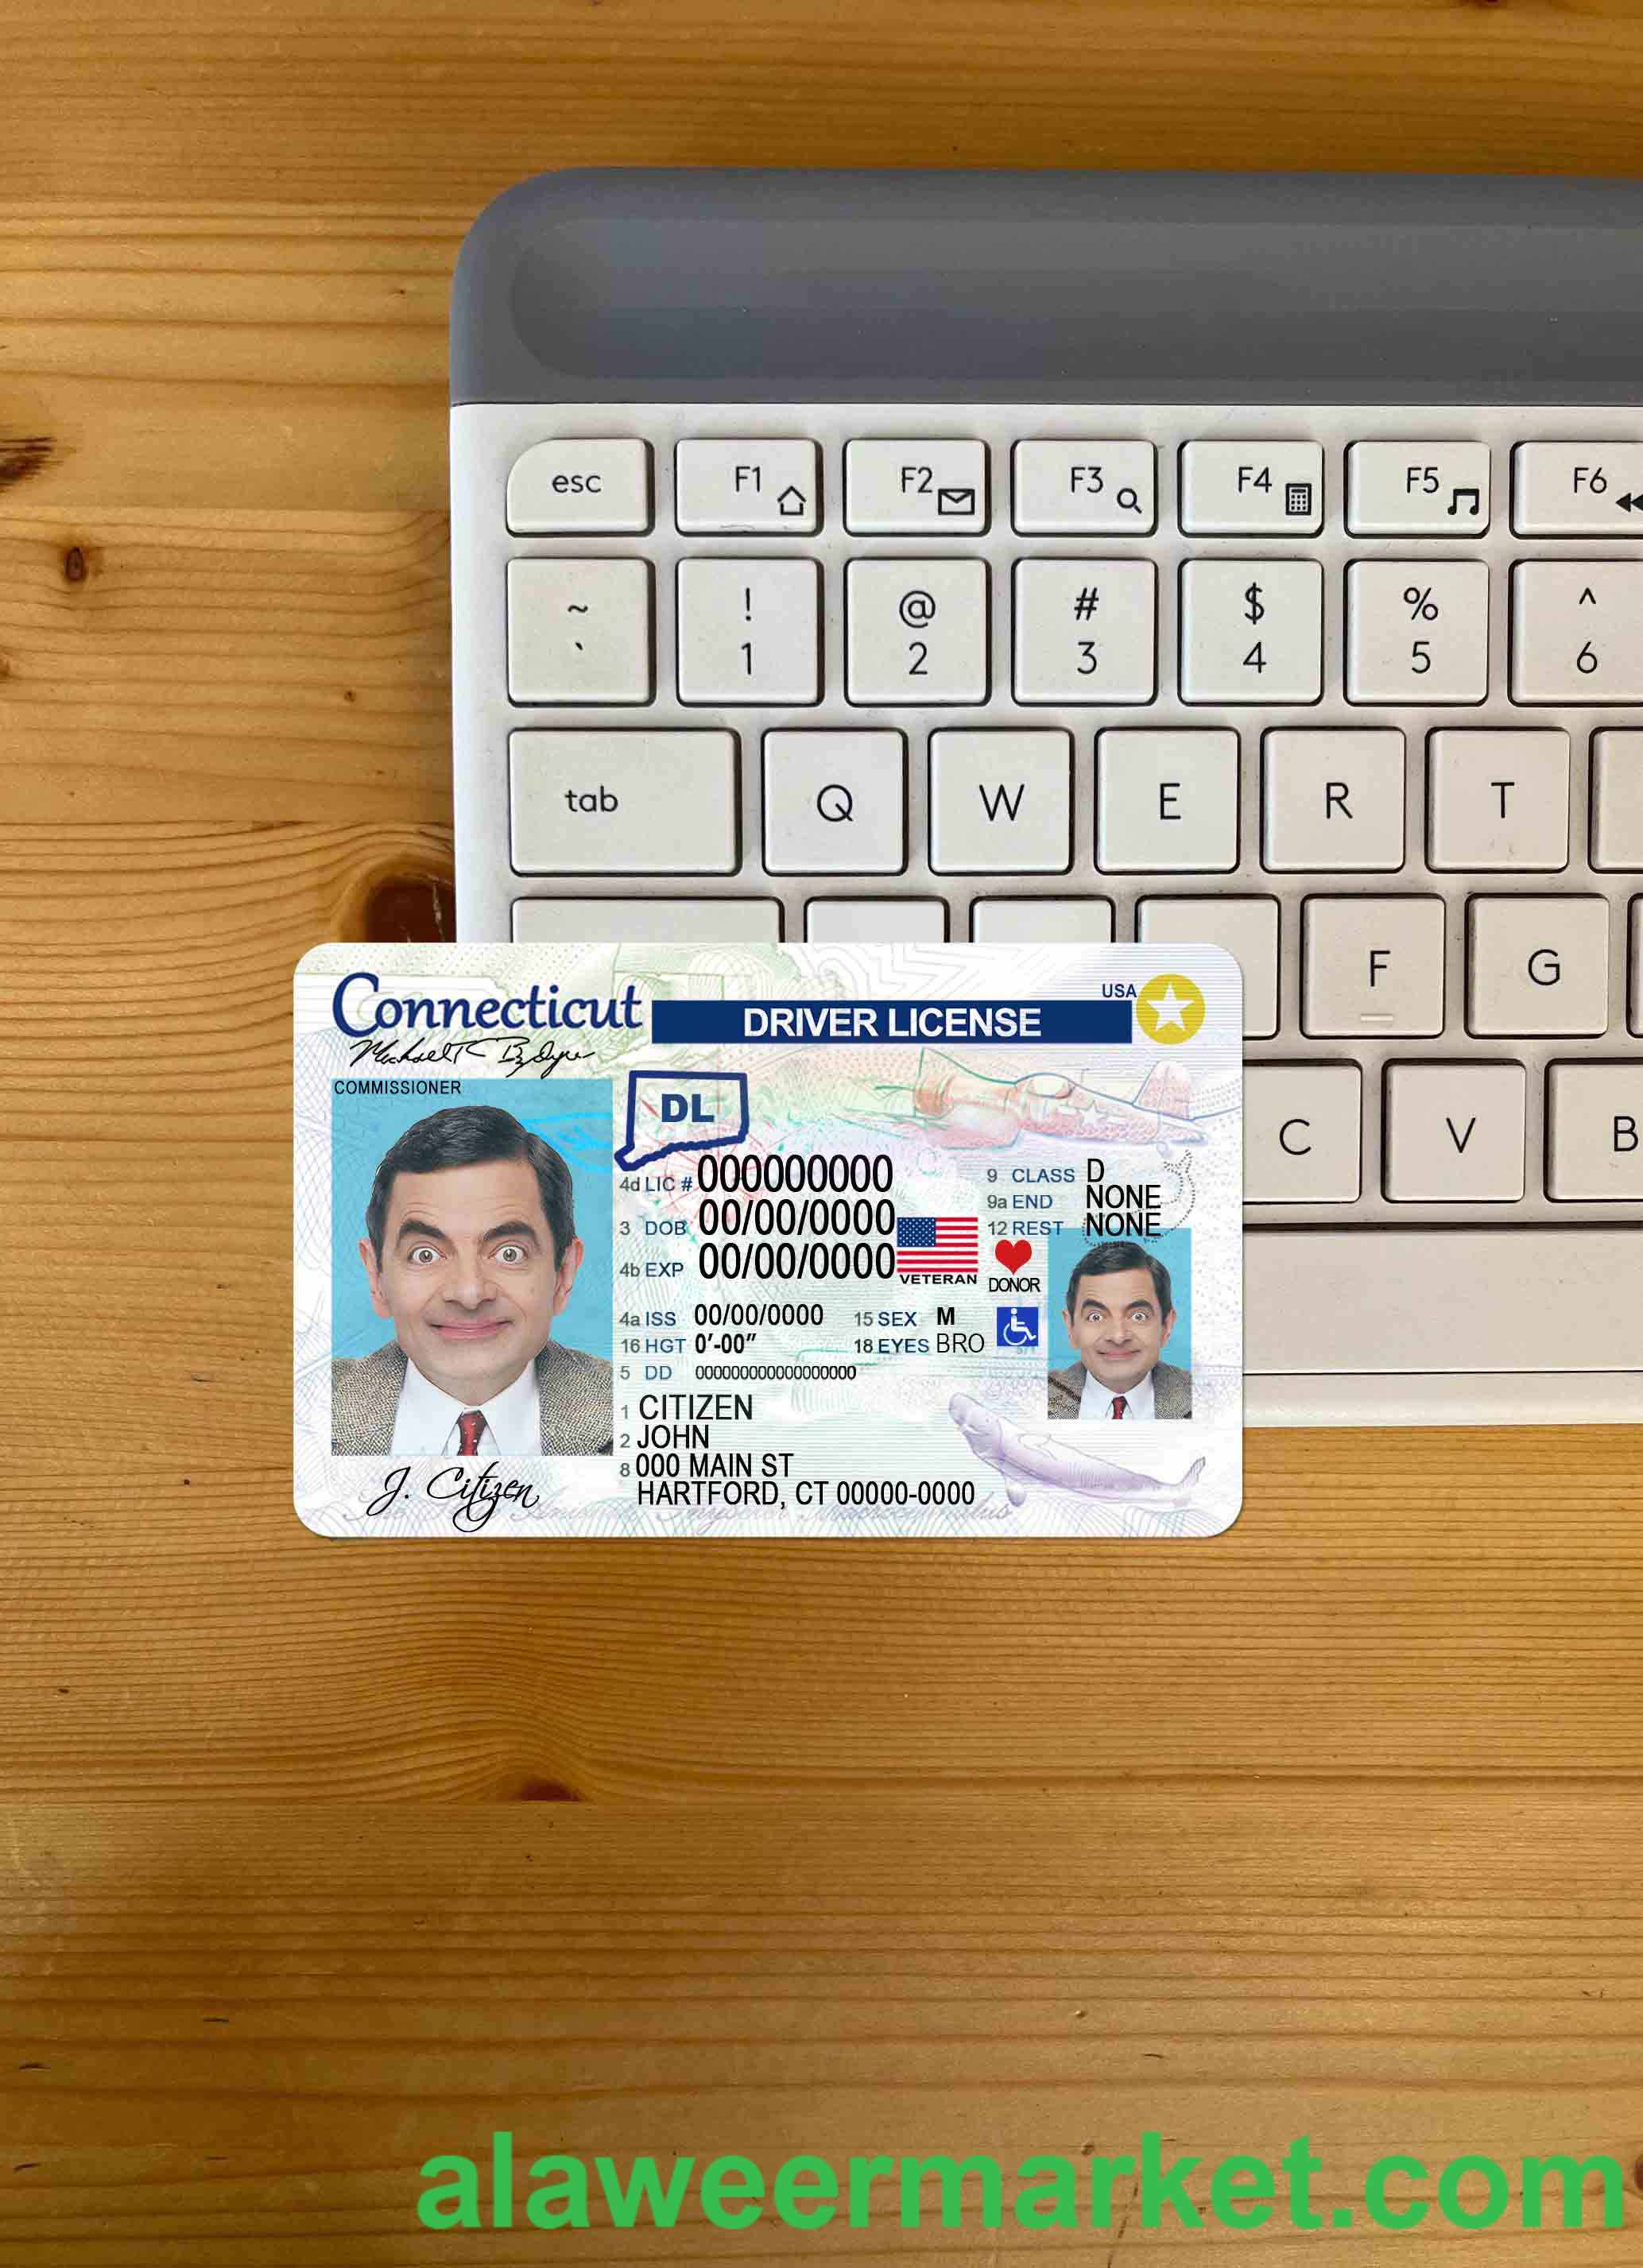 esc F1 F2 F3 F4 F5 F6
~ ! @ # $ % ^
` 1 2 3 4 5 6
tab Q W E R T
F G
C V B
Connecticut
DRIVER LICENSE
USA
COMMISSIONER
DL
4d LIC # 000000000
9 CLASS D
9a END NONE
3 DOB 00/00/0000
12 REST NONE
4b EXP 00/00/0000
VETERAN
DONOR
4a ISS 00/00/0000 15 SEX M
16 HGT 0'-00" 18 EYES BRO
5 DD 000000000000000000
1 CITIZEN
2 JOHN
8 000 MAIN ST
HARTFORD, CT 00000-0000
J. Citizen
alaweermarket.com